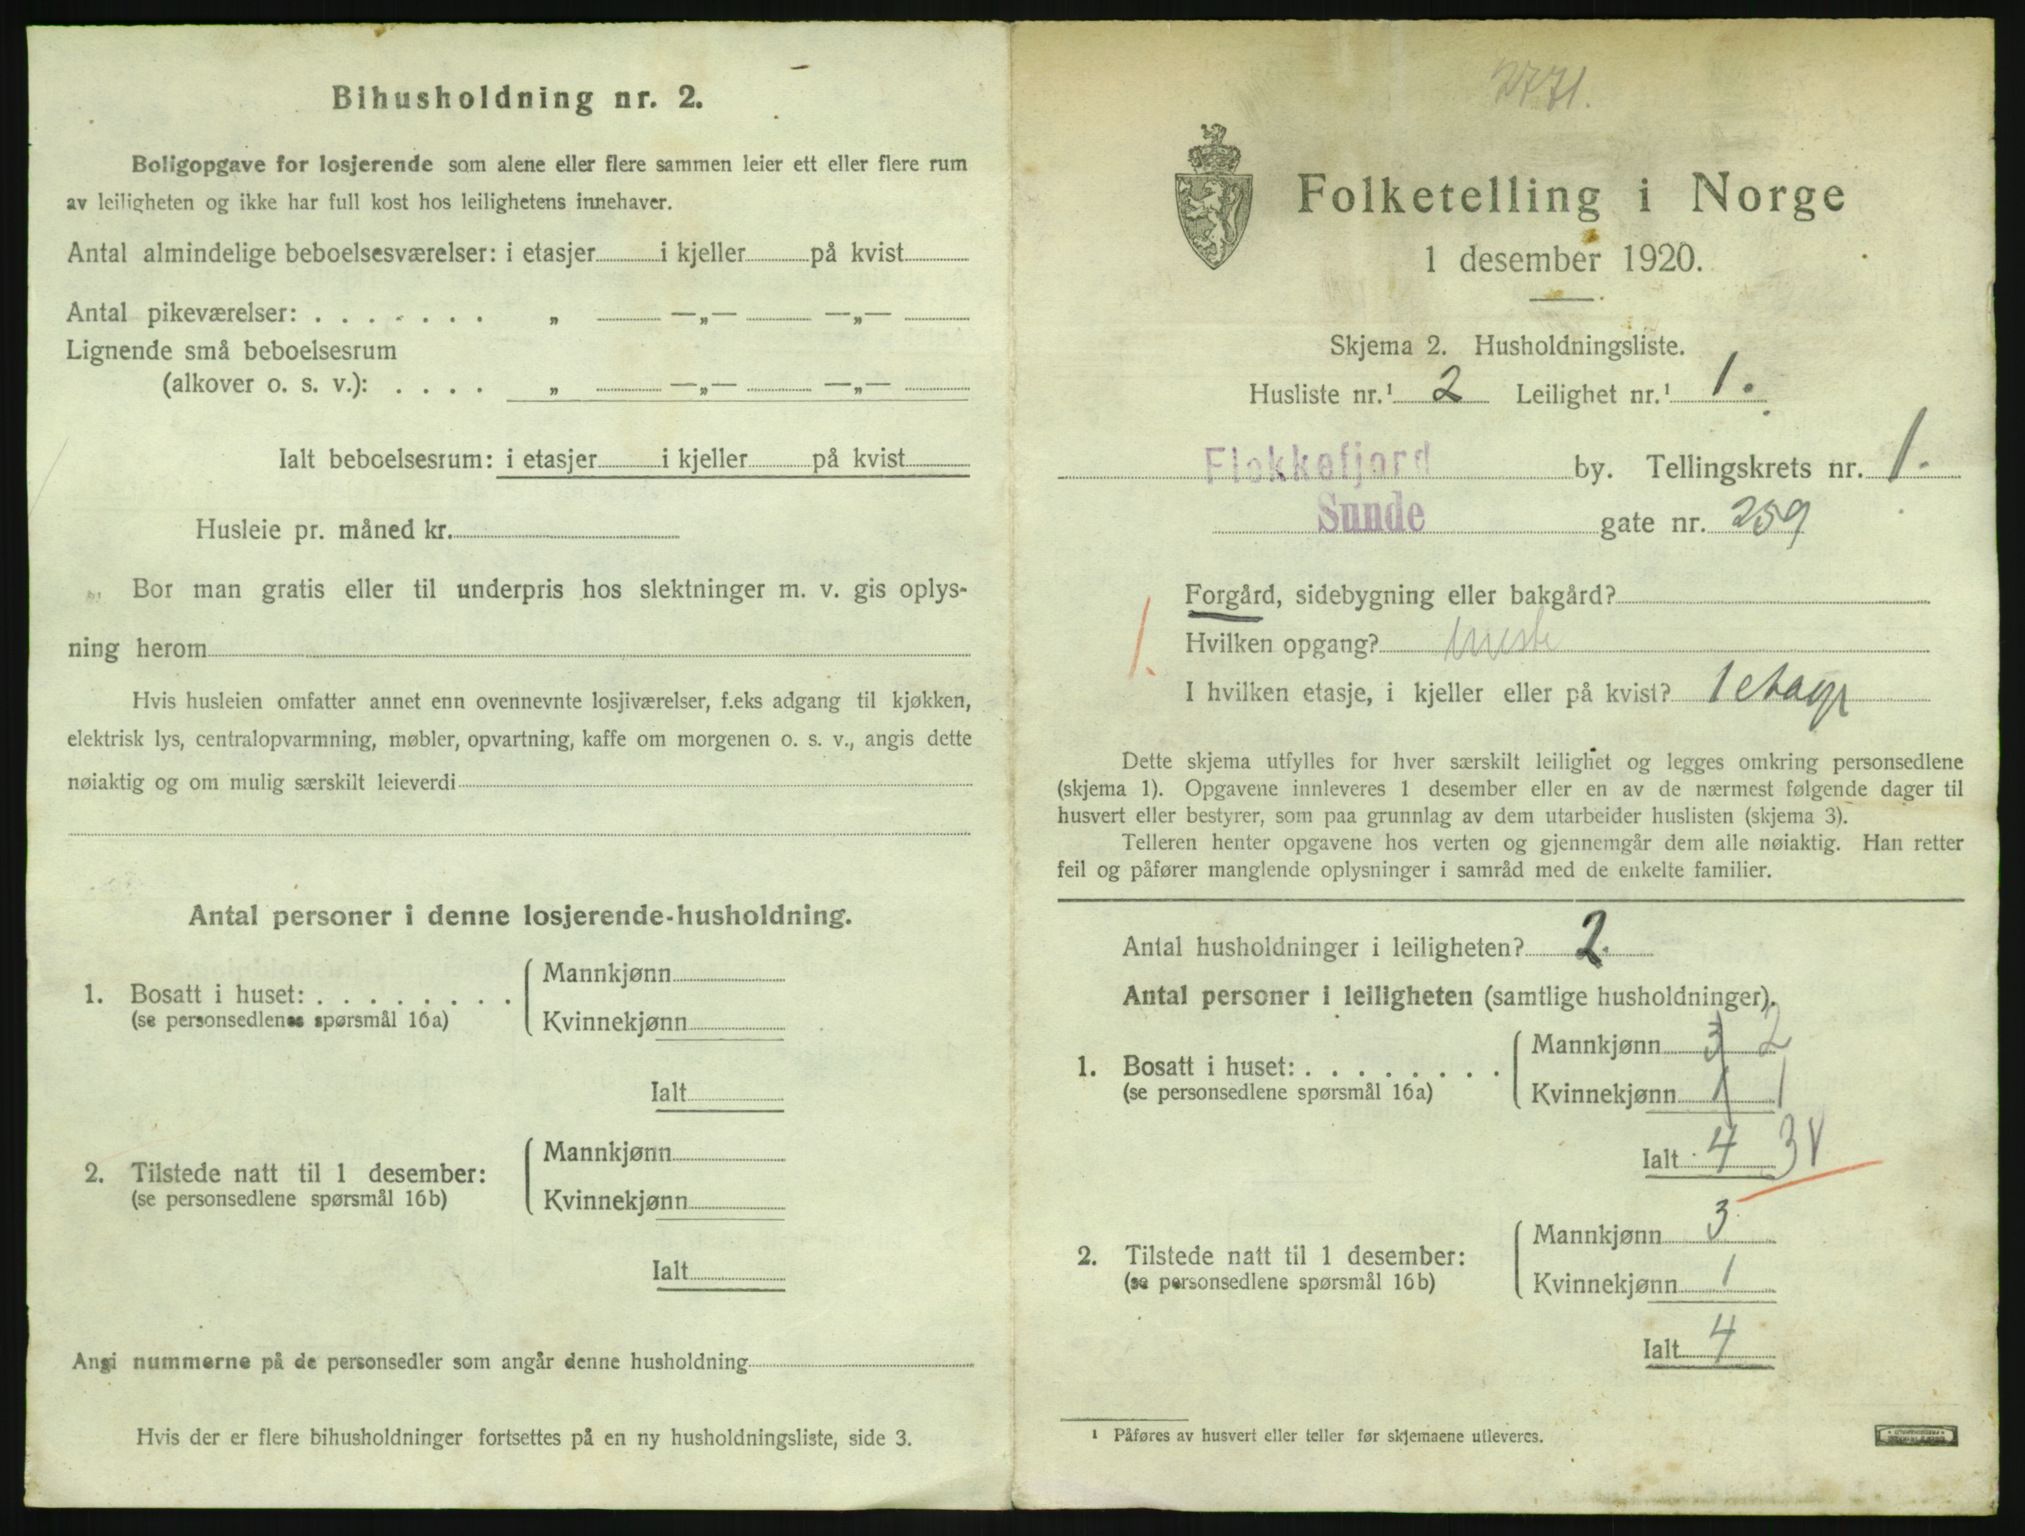 Bihusholdning nr. 2.
Boligopgave for losjerende som alene eller flere sammen leier ett eller flere rum
av leiligheten og ikke har full kost hos leilighetens innehaver.
Antal almindelige beboelsesværelser: i etasjer i kjeller på kvist
Antal pikeværelser: . . . . . . . „ —„— —„—
Lignende små beboelsesrum
(alkover o. s. v.): . . . . „ —„— —„—
Ialt beboelsesrum: i etasjer i kjeller på kvist
Husleie pr. måned kr.
Bor man gratis eller til underpris hos slektninger m. v. gis oplys-
ning herom
Hvis husleien omfatter annet enn ovennevnte losjiværelser, f.eks adgang til kjøkken,
elektrisk lys, centralopvarmning, møbler, opvartning, kaffe om morgenen o. s. v., angis dette
nøiaktig og om mulig særskilt leieverdi
Antal personer i denne losjerende-husholdning.
Mannkjønn
1. Bosatt i huset: . . . . . . . .
(se personsedlenes spørsmål 16a)
Kvinnekjønn
Ialt
Mannkjønn
2. Tilstede natt til 1 desember:
(se personsedlene spørsmål 16b)
Kvinnekjønn
Ialt
Angi nummerne på de personsedler som angår denne husholdning
Hvis der er flere bihusholdninger fortsettes på en ny husholdningsliste, side 3.
Folketelling i Norge
1 desember 1920.
Skjema 2. Husholdningsliste.
Husliste nr.¹ 2 Leilighet nr.¹ 1.
Flekkefjord by. Tellingskrets nr. 1.
Sunde gate nr. 259
Forgård, sidebygning eller bakgård?
1. Hvilken opgang?
I hvilken etasje, i kjeller eller på kvist? 1 etage
Dette skjema utfylles for hver særskilt leilighet og legges omkring personsedlene
(skjema 1). Opgavene innleveres 1 desember eller en av de nærmest følgende dager til
husvert eller bestyrer, som paa grunnlag av dem utarbeider huslisten (skjema 3).
Telleren henter opgavene hos verten og gjennemgår dem alle nøiaktig. Han retter
feil og påfører manglende oplysninger i samråd med de enkelte familier.
Antal husholdninger i leiligheten? 2.
Antal personer i leiligheten (samtlige husholdninger).
Mannkjønn 3 2
1. Bosatt i huset: . . . . . . . .
(se personsedlene spørsmål 16a)
Kvinnekjønn 1 1
Ialt 4 3 V
Mannkjønn 3
2. Tilstede natt til 1 desember:
(se personsedlene spørsmål 16b)
Kvinnekjønn 1
Ialt 4
¹ Påføres av husvert eller teller før skjemaene utleveres.